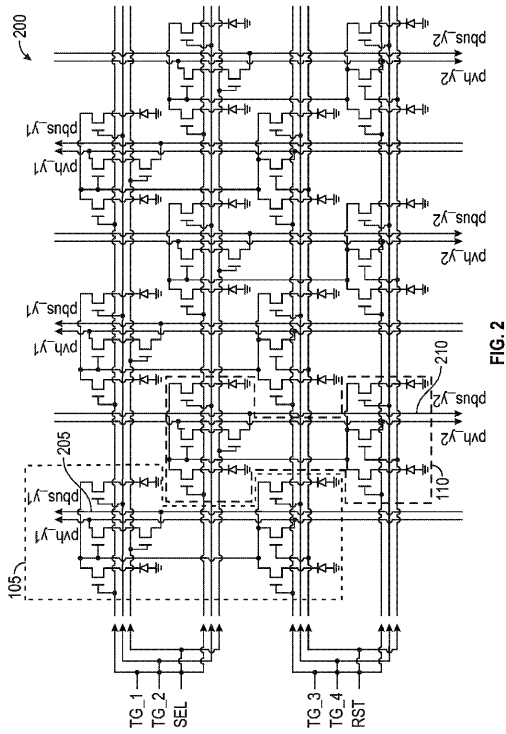 200
pbus_y1
pvh_y1
pbus_y2
pvh_y2
pbus_y1
pvh_y1
pbus_y2
pvh_y2
pbus_y1
pvh_y1
205
105
pbus_y2
pvh_y2
210
110
TG_1
TG_2
SEL
TG_3
TG_4
RST
FIG. 2